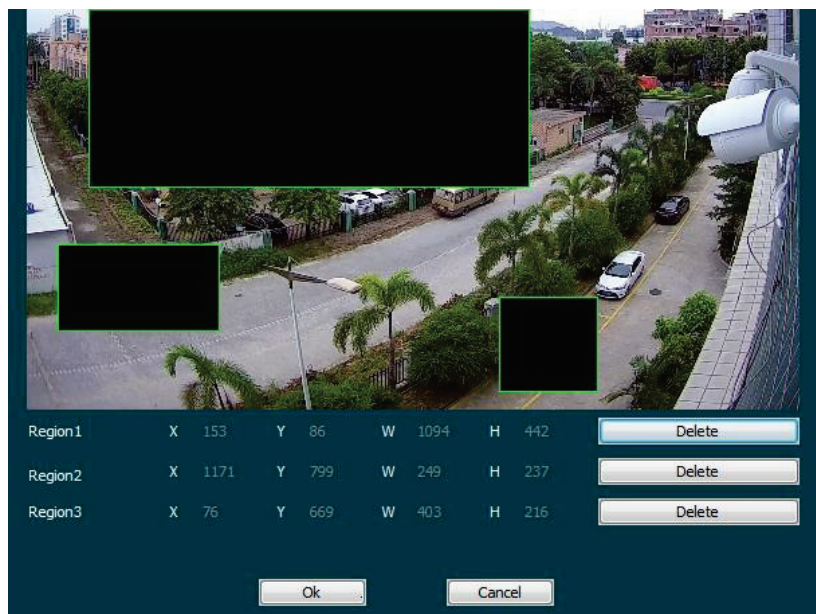 Region1 X 153 Y 86 W 1094 H 442 Delete
Region2 X 1171 Y 799 W 249 H 237 Delete
Region3 X 76 Y 669 W 403 H 216 Delete
Ok Cancel